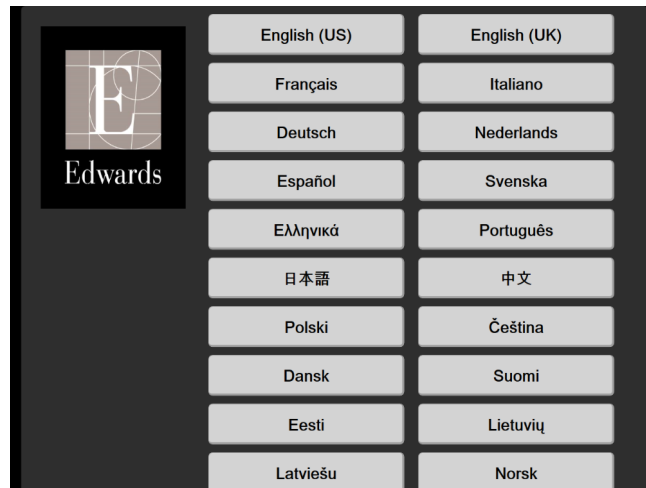 E
Edwards
English (US)
English (UK)
Français
Italiano
Deutsch
Nederlands
Español
Svenska
Ελληνικά
Português
日本語
中文
Polski
Čeština
Dansk
Suomi
Eesti
Lietuvių
Latviešu
Norsk